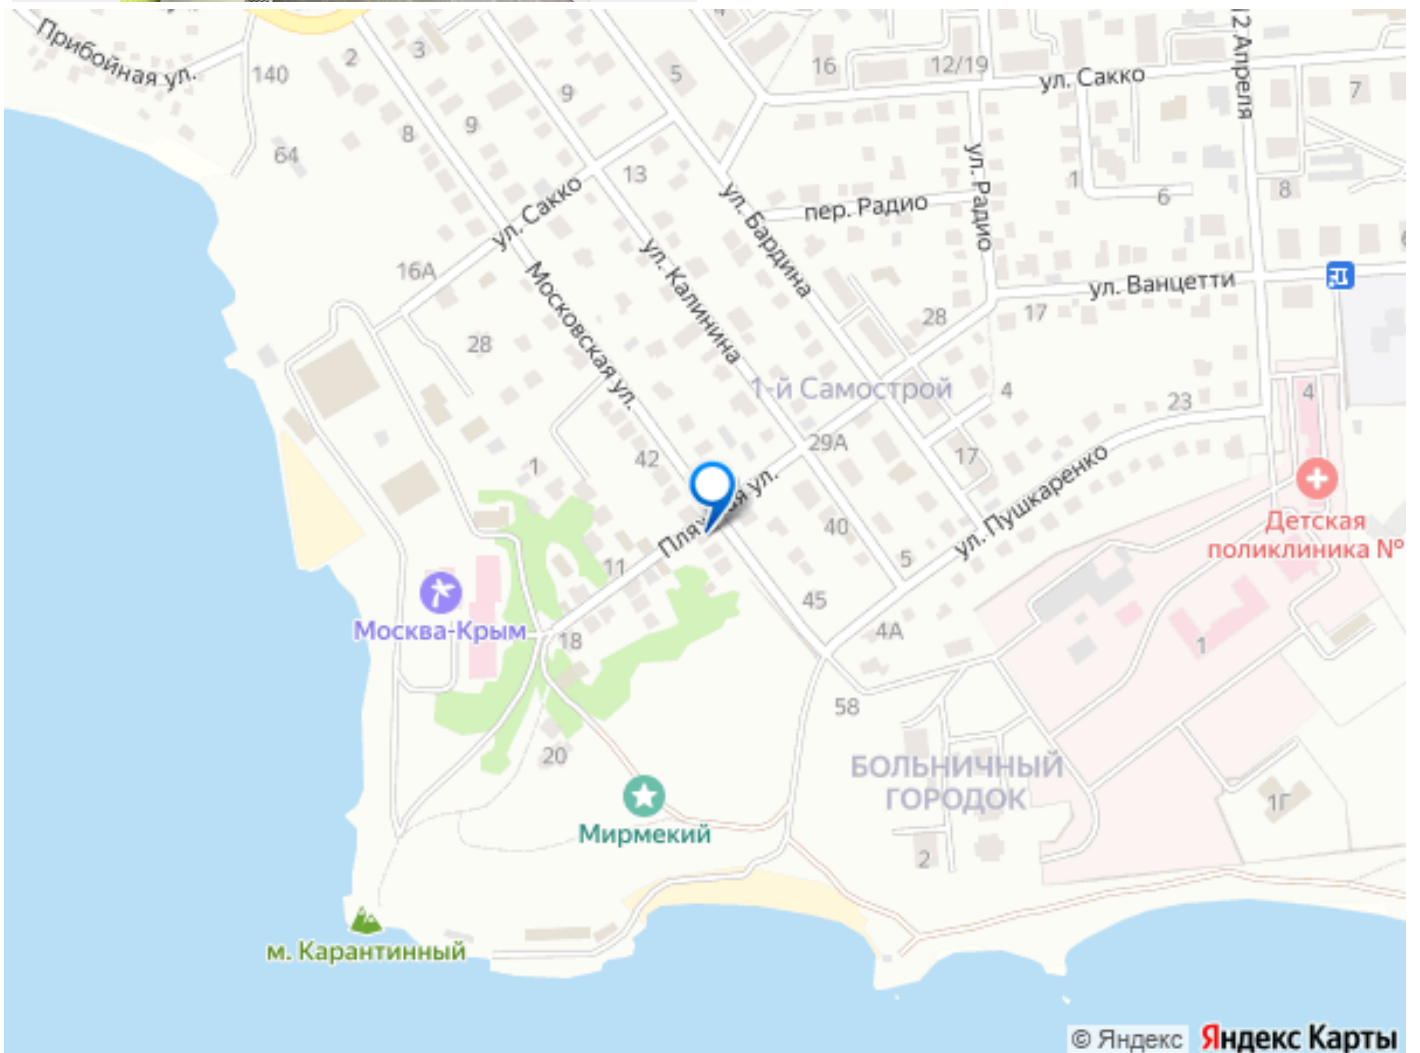 Прибойная ул.
140
2
3
9
5
4
16
12/19
ул. Сакко
12 Апреля
7
8
9
64
13
ул. Сакко
16А
ул. Бардина
пер. Радио
ул. Радио
1
6
8
ул. Калинина
Московская ул.
ул. Ванцетти
28
17
28
1-й Самострой
4
23
4
29А
17
42
1
ул. Пушкаренко
Детская
поликлиника №
40
5
11
45
4А
Москва-Крым
18
1
58
20
БОЛЬНИЧНЫЙ
ГОРОДОК
1Г
Мирмекий
2
м. Карантинный
© Яндекс Яндекс Карты